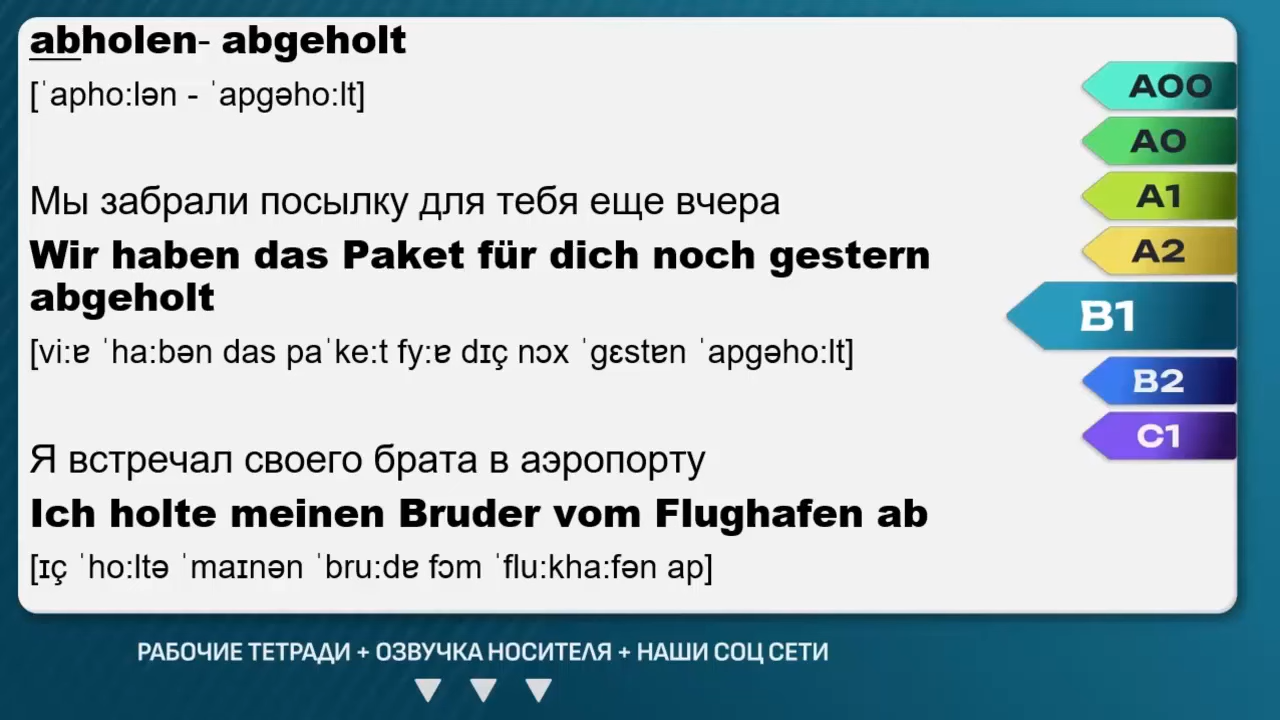 abholen- abgeholt
[ˈapho:lən - ˈapgəho:lt]
Мы забрали посылку для тебя еще вчера
Wir haben das Paket für dich noch gestern
abgeholt
[vi:ɐ ˈha:bən das paˈke:t fy:ɐ dɪç nɔx ˈgɛstɐn ˈapgəho:lt]
Я встречал своего брата в аэропорту
Ich holte meinen Bruder vom Flughafen ab
[ɪç ˈho:ltə ˈmaɪnən ˈbru:dɐ fɔm ˈflu:kha:fən ap]
A00
A0
A1
A2
B1
B2
C1
РАБОЧИЕ ТЕТРАДИ + ОЗВУЧКА НОСИТЕЛЯ + НАШИ СОЦ СЕТИ